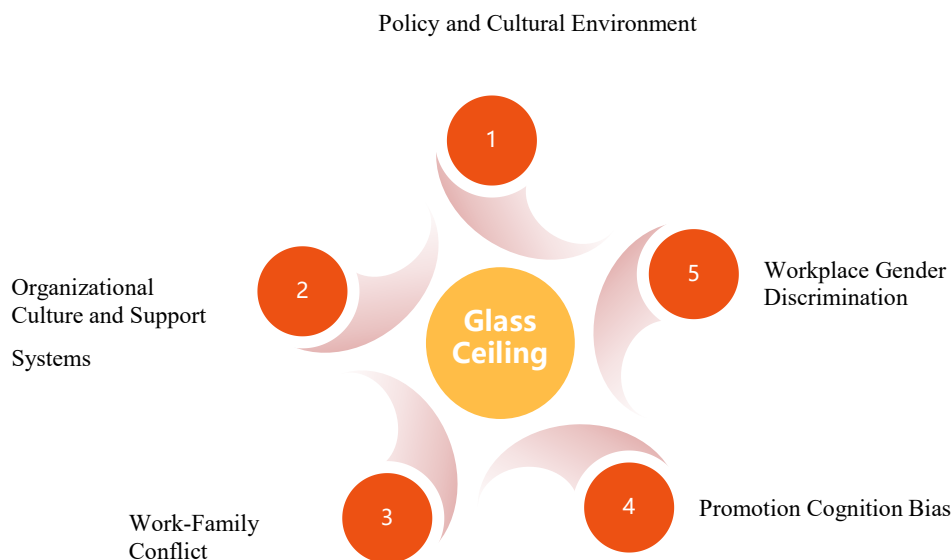 Policy and Cultural Environment
1
2
5
Organizational
Culture and Support
Systems
Workplace Gender
Discrimination
Glass
Ceiling
3
4
Work-Family
Conflict
Promotion Cognition Bias